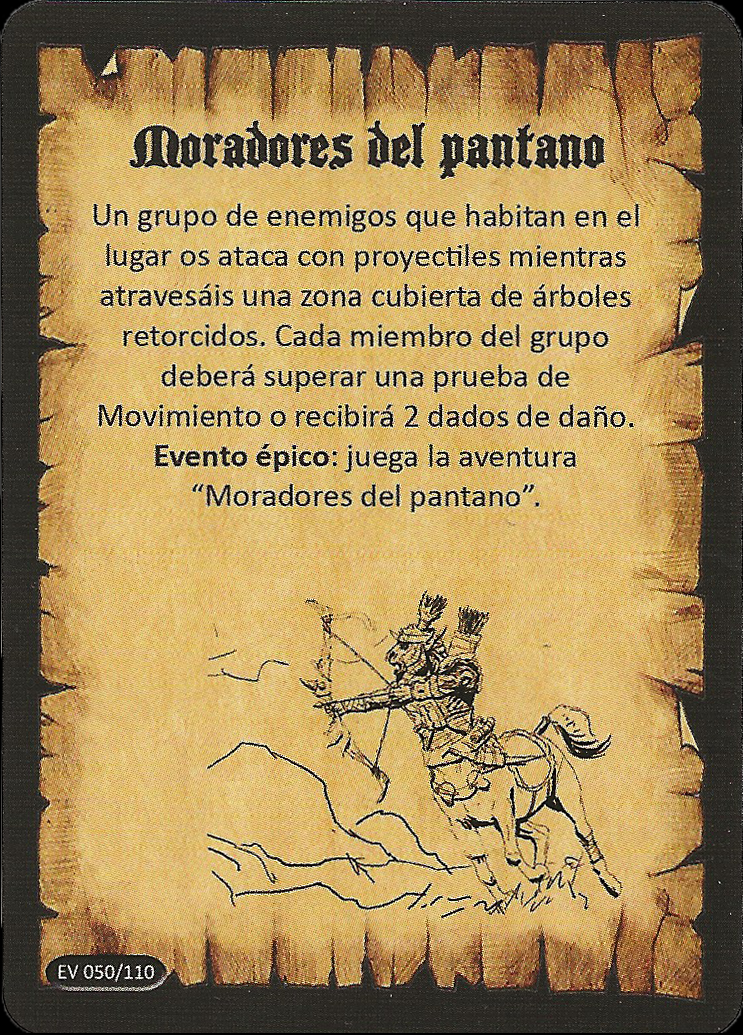 Moradores del pantano
Un grupo de enemigos que habitan en el
lugar os ataca con proyectiles mientras
atravesáis una zona cubierta de árboles
retorcidos. Cada miembro del grupo
deberá superar una prueba de
Movimiento o recibirá 2 dados de daño.
Evento épico: juega la aventura
“Moradores del pantano”.
EV 050/110